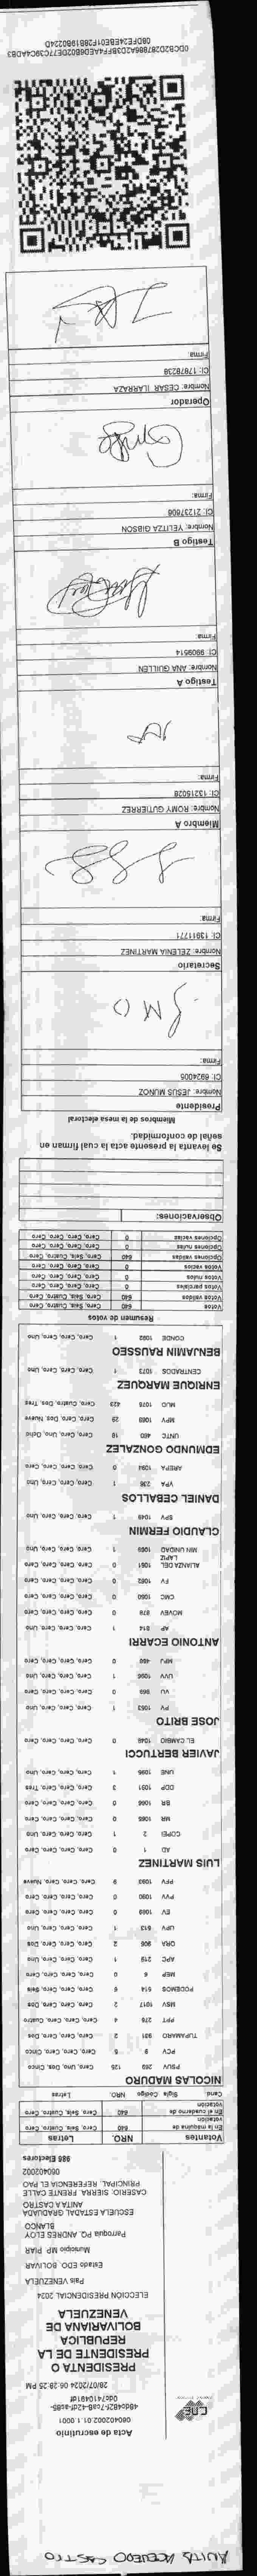 ANITA ACEVEDO CASTRO
CNE
Acta de escrutinio
080402002.01.1.0001
28/07/2024 06:28:25 PM
PRESIDENTA O
PRESIDENTE DE LA
REPUBLICA
BOLIVARIANA DE
VENEZUELA
ELECCIÓN PRESIDENCIAL 2024
País VENEZUELA
Estado EDO. BOLIVAR
Municipio MP. PIAR
Parroquia PQ. ANDRES ELOY
BLANCO
ESCUELA ESTADAL GRADUADA
ANITA A CASTRO
CASERIO: SIERRA. FRENTE CALLE
PRINCIPAL. REFERENCIA EL PAO
060402002
986 Electores
Votantes NRO. Letras
En la máquina de votación 640 Cero, Seis, Cuatro, Cero
En el cuaderno de votación 640 Cero, Seis, Cuatro, Cero
Cand. Sigla Código NRO. Letras
NICOLAS MADURO
PSUV 269 125 Cero, Uno, Dos, Cinco
PCV 9 5 Cero, Cero, Cero, Cinco
TUPAMARO 931 2 Cero, Cero, Cero, Dos
PPT 276 4 Cero, Cero, Cero, Cuatro
MSV 1017 2 Cero, Cero, Cero, Dos
PODEMOS 514 6 Cero, Cero, Cero, Seis
MEP 6 0 Cero, Cero, Cero, Cero
APC 219 1 Cero, Cero, Cero, Uno
ORA 906 2 Cero, Cero, Cero, Dos
UPV 613 1 Cero, Cero, Cero, Uno
EV 1069 0 Cero, Cero, Cero, Cero
PVV 1090 0 Cero, Cero, Cero, Cero
PFV 1093 9 Cero, Cero, Cero, Nueve
LUIS MARTINEZ
AD 1 0 Cero, Cero, Cero, Cero
COPEI 2 1 Cero, Cero, Cero, Uno
MR 1065 0 Cero, Cero, Cero, Cero
BR 1066 0 Cero, Cero, Cero, Cero
DDP 1091 3 Cero, Cero, Cero, Tres
UNE 1095 1 Cero, Cero, Cero, Uno
JAVIER BERTUCCI
EL CAMBIO 1048 0 Cero, Cero, Cero, Cero
JOSE BRITO
PV 1053 1 Cero, Cero, Cero, Uno
VU 969 0 Cero, Cero, Cero, Cero
UVV 1096 1 Cero, Cero, Cero, Uno
MPJ 460 0 Cero, Cero, Cero, Cero
ANTONIO ECARRI
AP 814 1 Cero, Cero, Cero, Uno
MOVEV 878 0 Cero, Cero, Cero, Cero
CMC 1060 0 Cero, Cero, Cero, Cero
FV 1062 0 Cero, Cero, Cero, Cero
ALIANZA DEL LAPIZ 1061 0 Cero, Cero, Cero, Cero
MIN UNIDAD 1069 1 Cero, Cero, Cero, Uno
CLAUDIO FERMIN
SPV 1049 1 Cero, Cero, Cero, Uno
DANIEL CEBALLOS
VPA 236 1 Cero, Cero, Cero, Uno
AREPA 1094 0 Cero, Cero, Cero, Cero
EDMUNDO GONZALEZ
UNTC 460 18 Cero, Cero, Uno, Ocho
MPV 1089 29 Cero, Cero, Dos, Nueve
MUD 1078 423 Cero, Cuatro, Dos, Tres
ENRIQUE MARQUEZ
CENTRADOS 1073 1 Cero, Cero, Cero, Uno
BENJAMIN RAUSSEO
CONDE 1092 1 Cero, Cero, Cero, Uno
Resumen de votos
Votos 640 Cero, Seis, Cuatro, Cero
Votos válidos 640 Cero, Seis, Cuatro, Cero
Votos parciales 0 Cero, Cero, Cero, Cero
Votos nulos 0 Cero, Cero, Cero, Cero
Votos vacíos 0 Cero, Cero, Cero, Cero
Opciones válidas 640 Cero, Seis, Cuatro, Cero
Opciones nulas 0 Cero, Cero, Cero, Cero
Opciones vacías 0 Cero, Cero, Cero, Cero
Observaciones:
Se levanta la presente acta la cual firman en
señal de conformidad.
Miembros de la mesa electoral
Presidente
Nombre: JESUS MUÑOZ
CI: 6924005
Firma:
Secretario
Nombre: ZELENIA MARTINEZ
CI: 13911771
Firma:
Miembro A
Nombre: ROMY GUTIERREZ
CI: 13215028
Firma:
Testigo A
Nombre: ANA GUILLEN
CI: 9909514
Firma:
Testigo B
Nombre: YELITZA GIBSON
CI: 21237606
Firma:
Operador
Nombre: CESAR ILARRAZA
CI: 17878238
Firma: